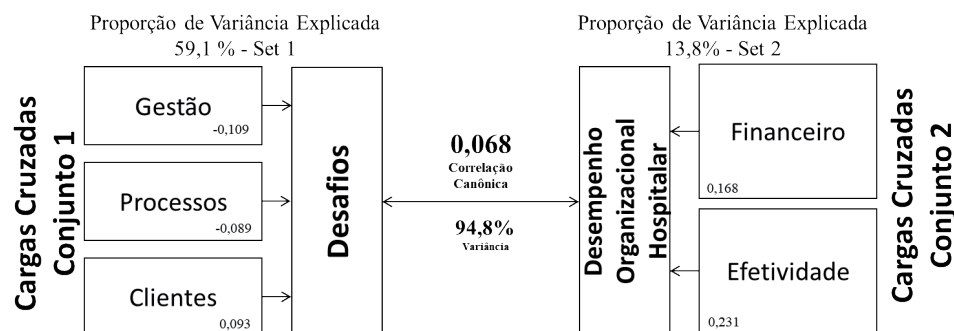 Proporção de Variância Explicada
59,1 % - Set 1
Proporção de Variância Explicada
13,8% - Set 2
Cargas Cruzadas
Conjunto 1
Gestão
-0,109
Processos
-0,089
Clientes
0,093
Desafios
0,068
Correlação
Canônica
94,8%
Variância
Desempenho
Organizacional
Hospitalar
Financeiro
0,168
Efetividade
0,231
Cargas Cruzadas
Conjunto 2